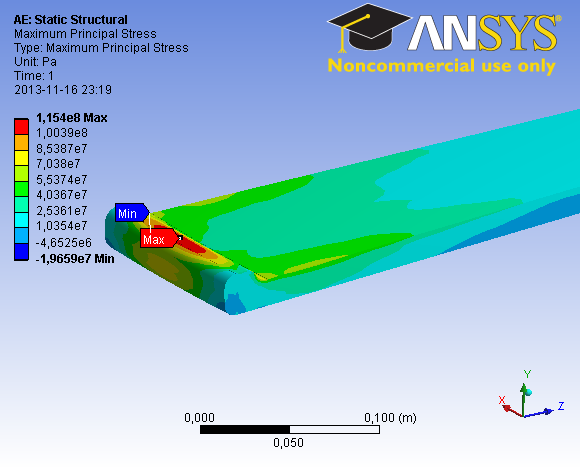 AE: Static Structural
Maximum Principal Stress
Type: Maximum Principal Stress
Unit: Pa
Time: 1
2013-11-16 23:19
ANSYS®
Noncommercial use only
1,154e8 Max
1,0039e8
8,5387e7
7,038e7
5,5374e7
4,0367e7
2,5361e7
1,0354e7
-4,6525e6
-1,9659e7 Min
Min
Max
0,000
0,100 (m)
0,050
Y
X
Z